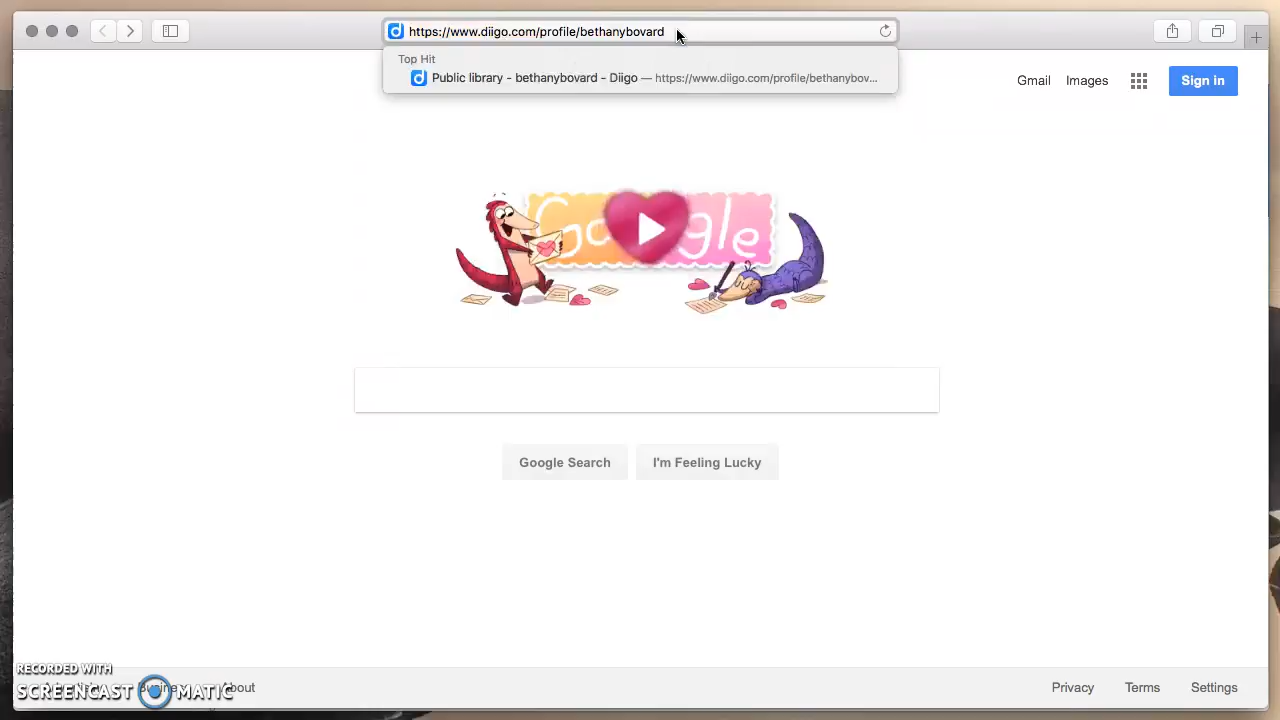 https://www.diigo.com/profile/bethanybovard
Top Hit
Public library - bethanybovard - Diigo — https://www.diigo.com/profile/bethanybov...
Gmail Images Sign in
Google
Google Search I'm Feeling Lucky
RECORDED WITH
SCREENCAST MATIC
About Privacy Terms Settings